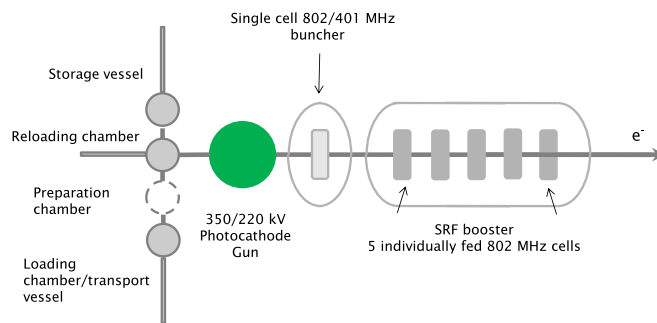 Single cell 802/401 MHz
buncher
Storage vessel
Reloading chamber
e-
Preparation
chamber
350/220 kV
Photocathode
Gun
SRF booster
5 individually fed 802 MHz cells
Loading
chamber/transport
vessel